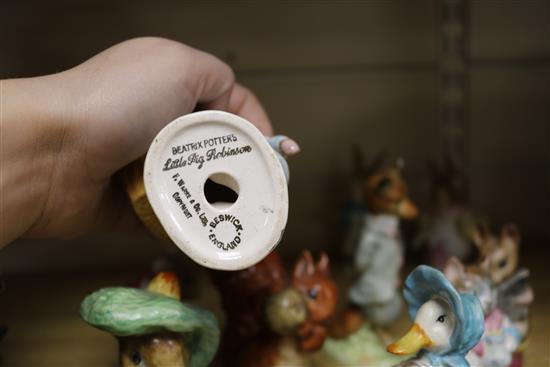 BEATRIX POTTER'S
Little Pig Robinson
F. WARNE & CO. LTD.
COPYRIGHT
BESWICK
ENGLAND